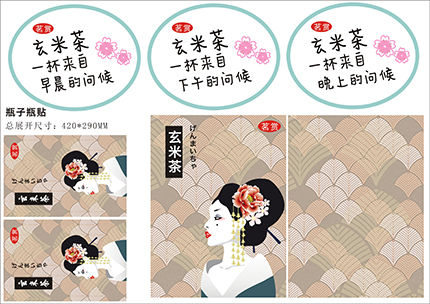 茗赏
玄米茶
一杯来自
早晨的问候
茗赏
玄米茶
一杯来自
下午的问候
茗赏
玄米茶
一杯来自
晚上的问候
瓶子瓶贴
总展开尺寸：420*290MM
茗赏
げんまいちゃ
玄米茶
茗赏
げんまいちゃ
玄米茶
茗赏
げんまいちゃ
玄米茶
茗赏